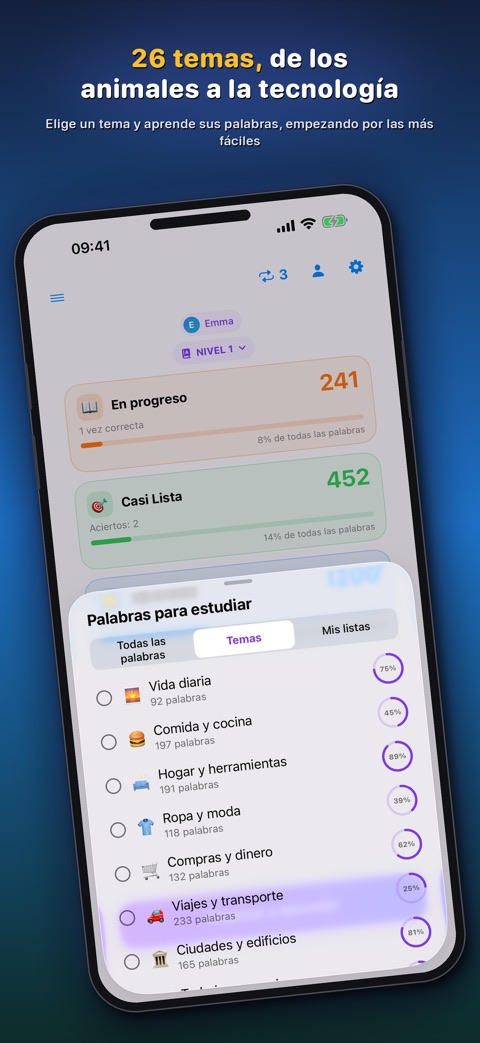 26 temas, de los
animales a la tecnología
Elige un tema y aprende sus palabras, empezando por las más
fáciles
09:41
3
E Emma
NIVEL 1
En progreso
241
1 vez correcta
8% de todas las palabras
Casi Lista
452
Aciertos: 2
14% de todas las palabras
1200
Palabras para estudiar
Todas las
palabras
Temas
Mis listas
Vida diaria
92 palabras
75%
Comida y cocina
197 palabras
45%
Hogar y herramientas
191 palabras
89%
Ropa y moda
118 palabras
39%
Compras y dinero
132 palabras
62%
Viajes y transporte
233 palabras
25%
Ciudades y edificios
165 palabras
81%